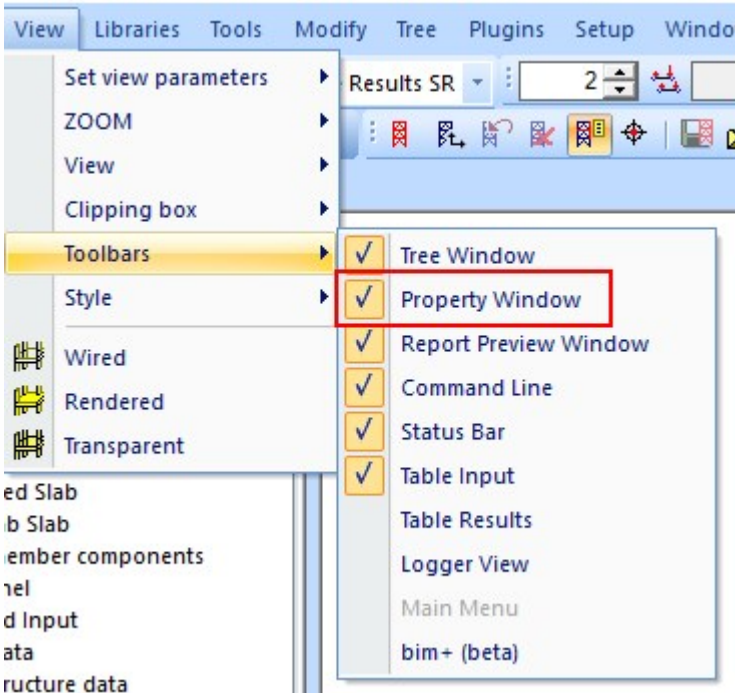 View Libraries Tools Modify Tree Plugins Setup Windo
Set view parameters
Results SR 2
ZOOM
View
Clipping box
Toolbars
Tree Window
Style
Property Window
Report Preview Window
Wired
Command Line
Rendered
Status Bar
Transparent
Table Input
ed Slab
b Slab
Table Results
ember components
Logger View
nel
Main Menu
d Input
ata
bim+ (beta)
ructure data